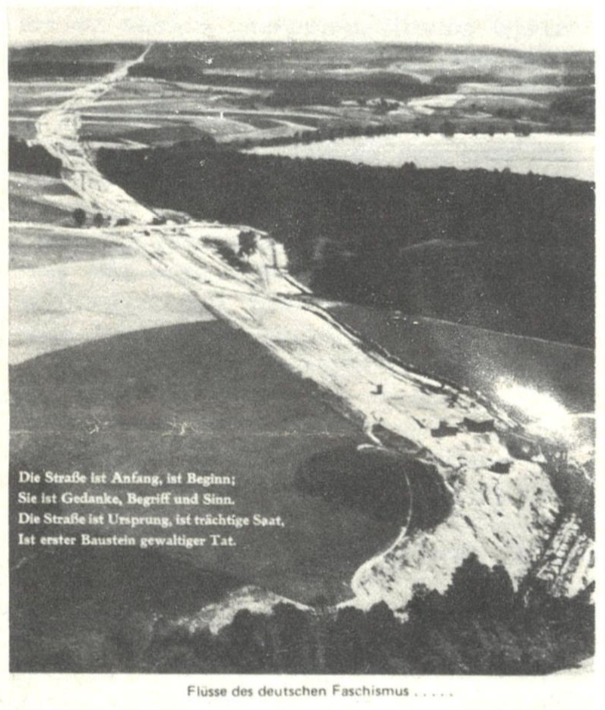 Die Straße ist Anfang, ist Beginn;
Sie ist Gedanke, Begriff und Sinn.
Die Straße ist Ursprung, ist trächtige Saat,
Ist erster Baustein gewaltiger Tat.
Flüsse des deutschen Faschismus . . . . .